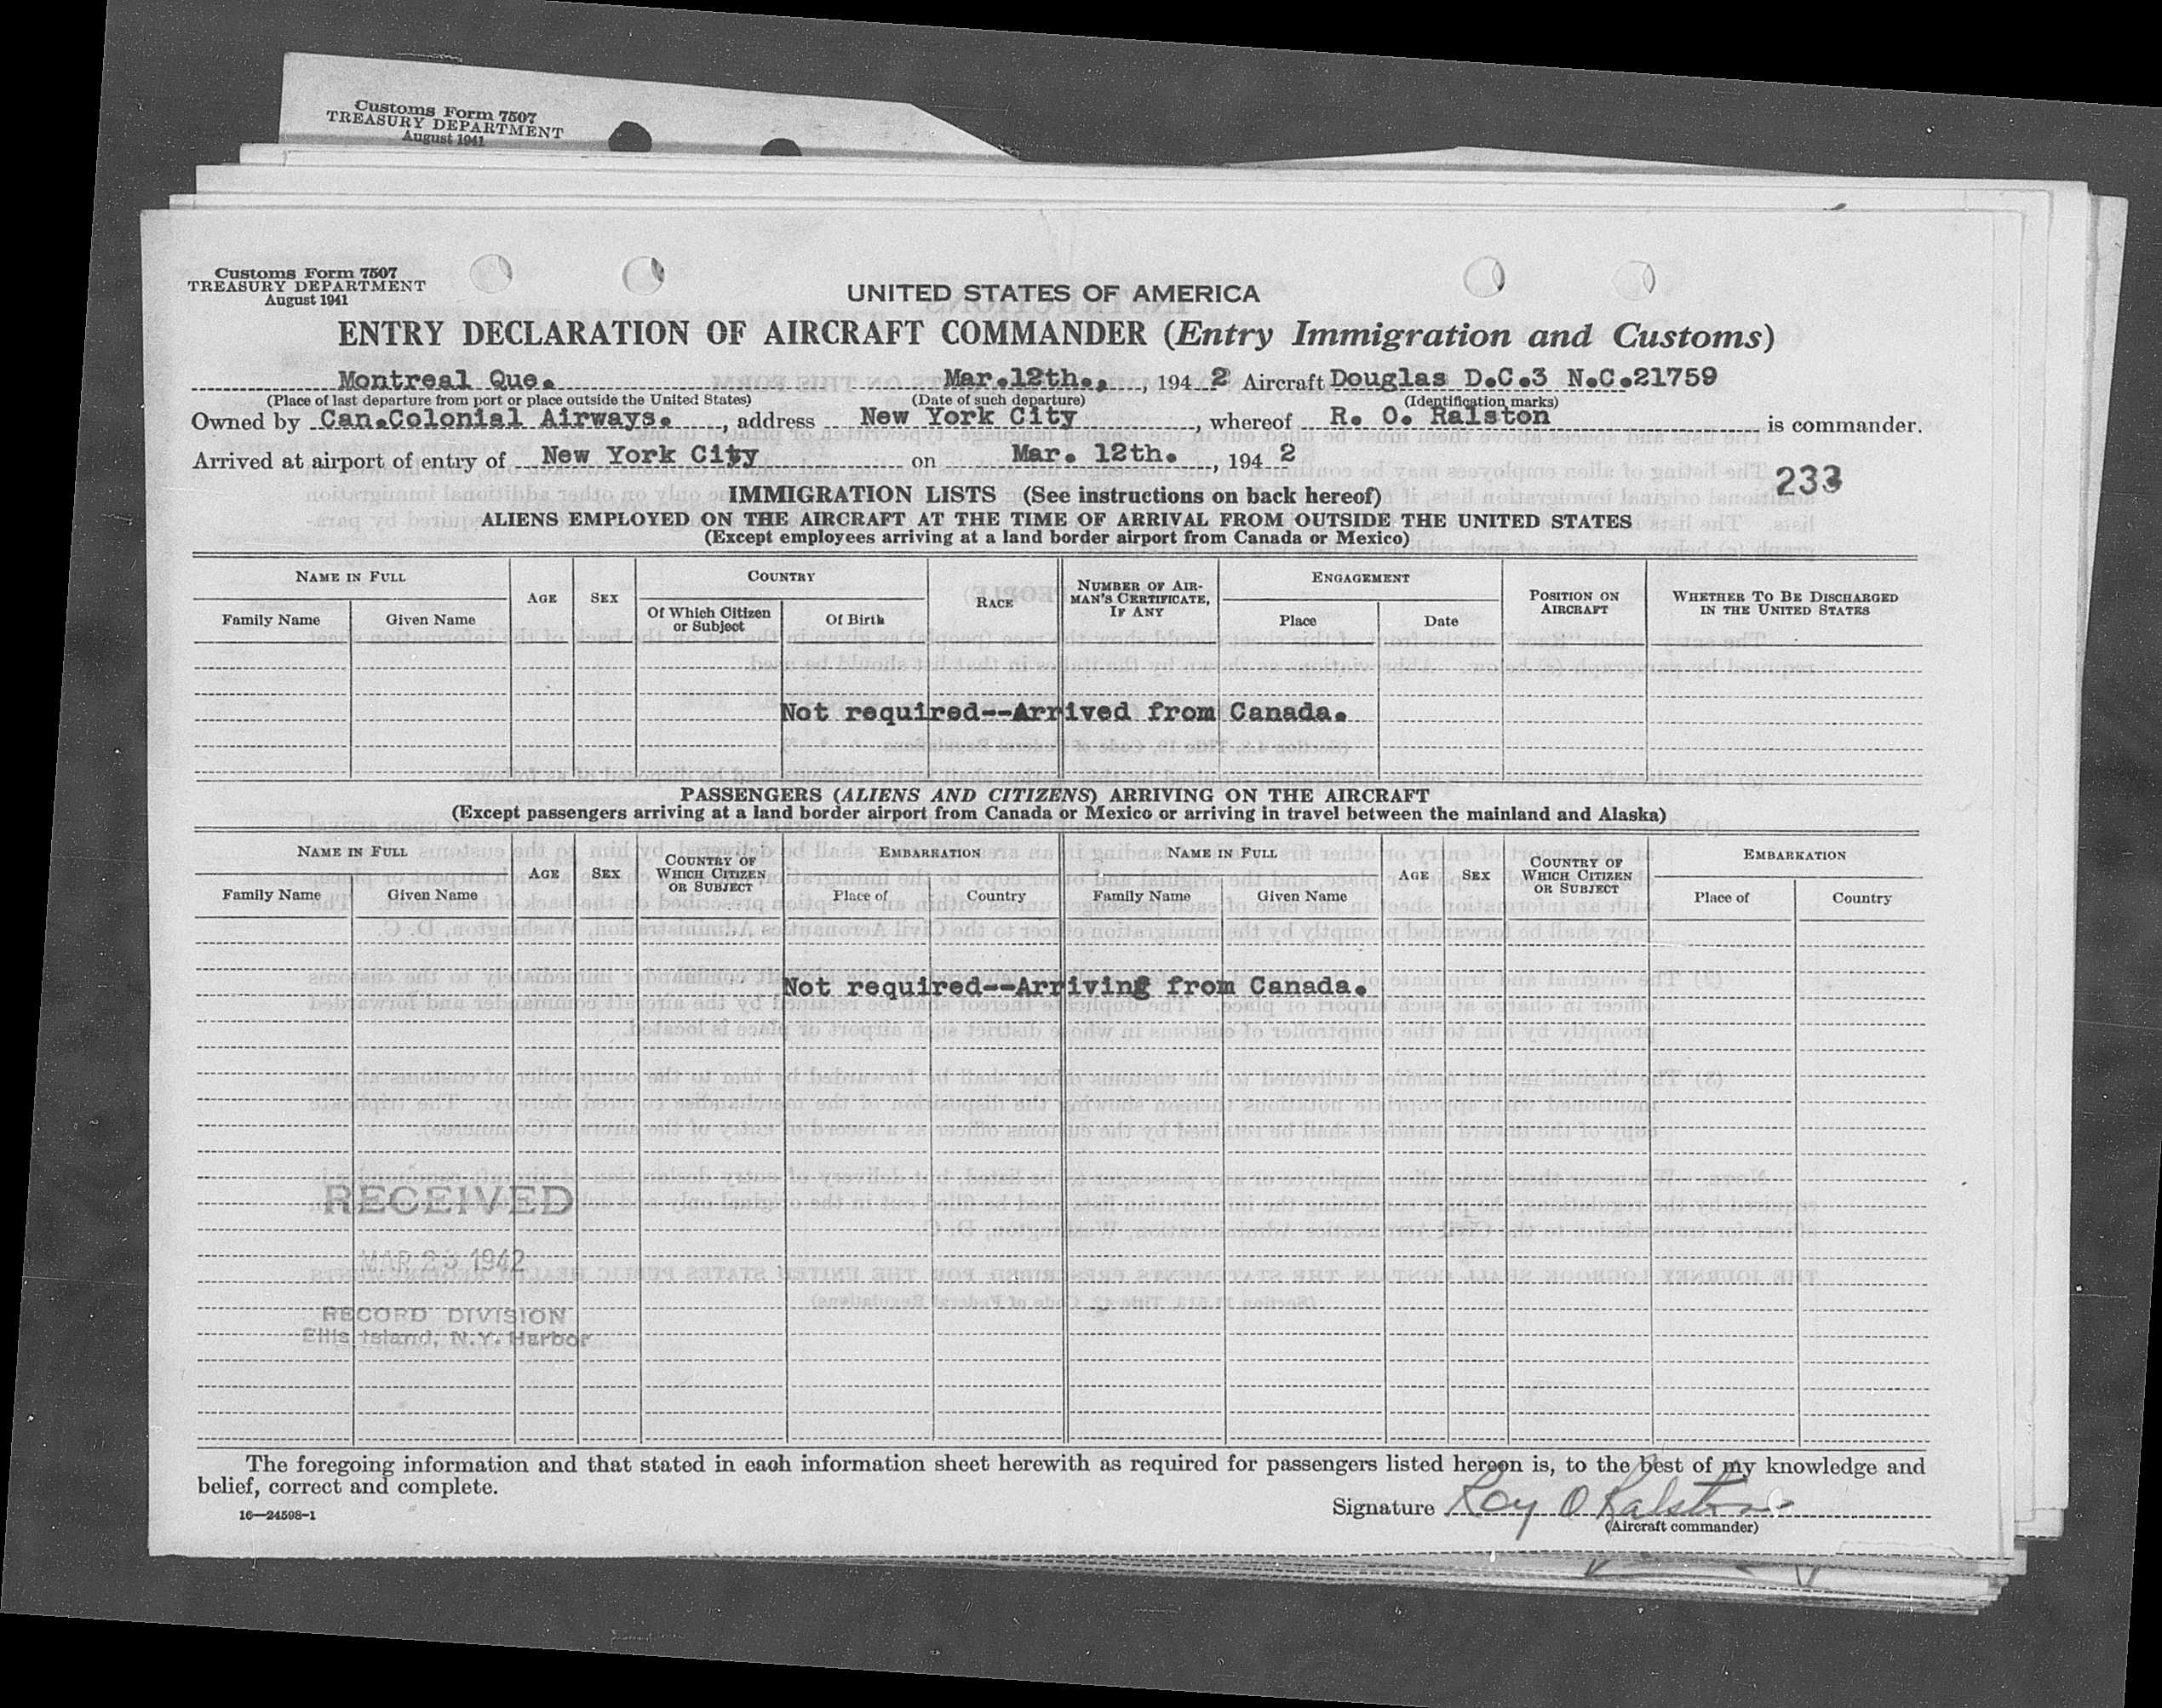 Customs Form 7507
TREASURY DEPARTMENT
August 1941
Customs Form 7507
TREASURY DEPARTMENT
August 1941
UNITED STATES OF AMERICA
ENTRY DECLARATION OF AIRCRAFT COMMANDER (Entry Immigration and Customs)
Montreal Que. Mar.12th., , 194 2 Aircraft Douglas D.C.3 N.C.21759
(Place of last departure from port or place outside the United States) (Date of such departure) (Identification marks)
Owned by Can.Colonial Airways. , address New York City , whereof R. O. Ralston is commander.
Arrived at airport of entry of New York City on Mar. 12th. , 194 2
233
IMMIGRATION LISTS (See instructions on back hereof)
ALIENS EMPLOYED ON THE AIRCRAFT AT THE TIME OF ARRIVAL FROM OUTSIDE THE UNITED STATES
(Except employees arriving at a land border airport from Canada or Mexico)
NAME IN FULL
Family Name Given Name
AGE
SEX
COUNTRY
Of Which Citizen
or Subject
Of Birth
RACE
NUMBER OF AIR-
MAN'S CERTIFICATE,
IF ANY
ENGAGEMENT
Place Date
POSITION ON
AIRCRAFT
WHETHER TO BE DISCHARGED
IN THE UNITED STATES
Not required--Arrived from Canada.
PASSENGERS (ALIENS AND CITIZENS) ARRIVING ON THE AIRCRAFT
(Except passengers arriving at a land border airport from Canada or Mexico or arriving in travel between the mainland and Alaska)
NAME IN FULL
Family Name Given Name
AGE
SEX
COUNTRY OF
WHICH CITIZEN
OR SUBJECT
EMBARKATION
Place of Country
NAME IN FULL
Family Name Given Name
AGE
SEX
COUNTRY OF
WHICH CITIZEN
OR SUBJECT
EMBARKATION
Place of Country
Not required--Arriving from Canada.
RECEIVED
MAR 23 1942
RECORD DIVISION
Ellis Island, N.Y. Harbor
The foregoing information and that stated in each information sheet herewith as required for passengers listed hereon is, to the best of my knowledge and
belief, correct and complete.
Signature Roy O Ralston
(Aircraft commander)
16—24598-1